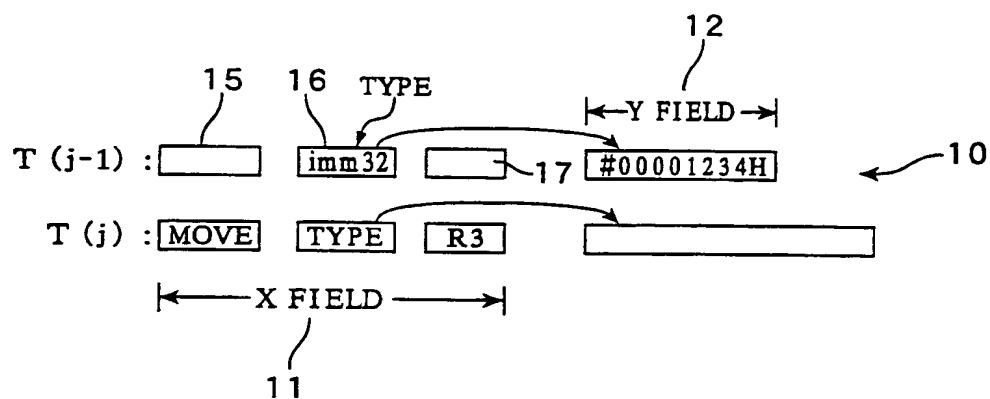 12
15 16 TYPE
Y FIELD
T (j-1) : imm32 17 #00001234H 10
T (j) : MOVE TYPE R3
X FIELD
11